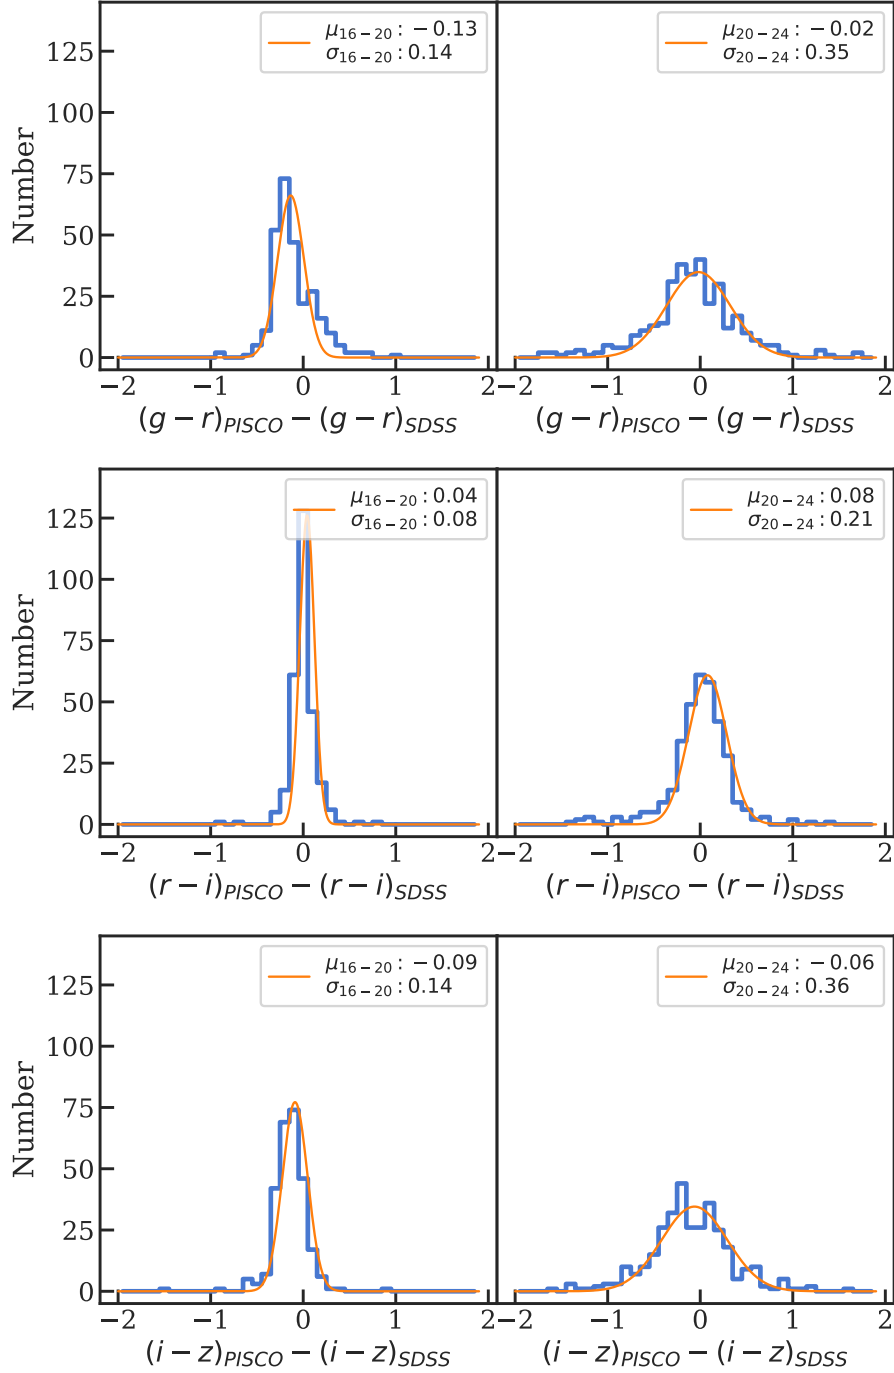 μ16−20 : −0.13
σ16−20 : 0.14
μ20−24 : −0.02
σ20−24 : 0.35
125
100
75
50
25
0
Number
−2 −1 0 1 2
−2 −1 0 1 2
(g − r)PISCO − (g − r)SDSS
(g − r)PISCO − (g − r)SDSS
μ16−20 : 0.04
σ16−20 : 0.08
μ20−24 : 0.08
σ20−24 : 0.21
125
100
75
50
25
0
Number
−2 −1 0 1 2
−2 −1 0 1 2
(r − i)PISCO − (r − i)SDSS
(r − i)PISCO − (r − i)SDSS
μ16−20 : −0.09
σ16−20 : 0.14
μ20−24 : −0.06
σ20−24 : 0.36
125
100
75
50
25
0
Number
−2 −1 0 1 2
−2 −1 0 1 2
(i − z)PISCO − (i − z)SDSS
(i − z)PISCO − (i − z)SDSS